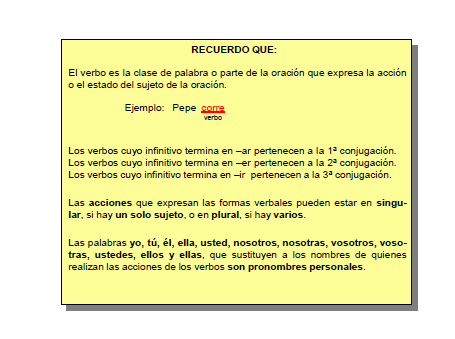 RECUERDO QUE:
El verbo es la clase de palabra o parte de la oración que expresa la acción
o el estado del sujeto de la oración.
Ejemplo: Pepe corre
verbo
Los verbos cuyo infinitivo termina en –ar pertenecen a la 1ª conjugación.
Los verbos cuyo infinitivo termina en –er pertenecen a la 2ª conjugación.
Los verbos cuyo infinitivo termina en –ir pertenecen a la 3ª conjugación.
Las acciones que expresan las formas verbales pueden estar en singu-
lar, si hay un solo sujeto, o en plural, si hay varios.
Las palabras yo, tú, él, ella, usted, nosotros, nosotras, vosotros, voso-
tras, ustedes, ellos y ellas, que sustituyen a los nombres de quienes
realizan las acciones de los verbos son pronombres personales.